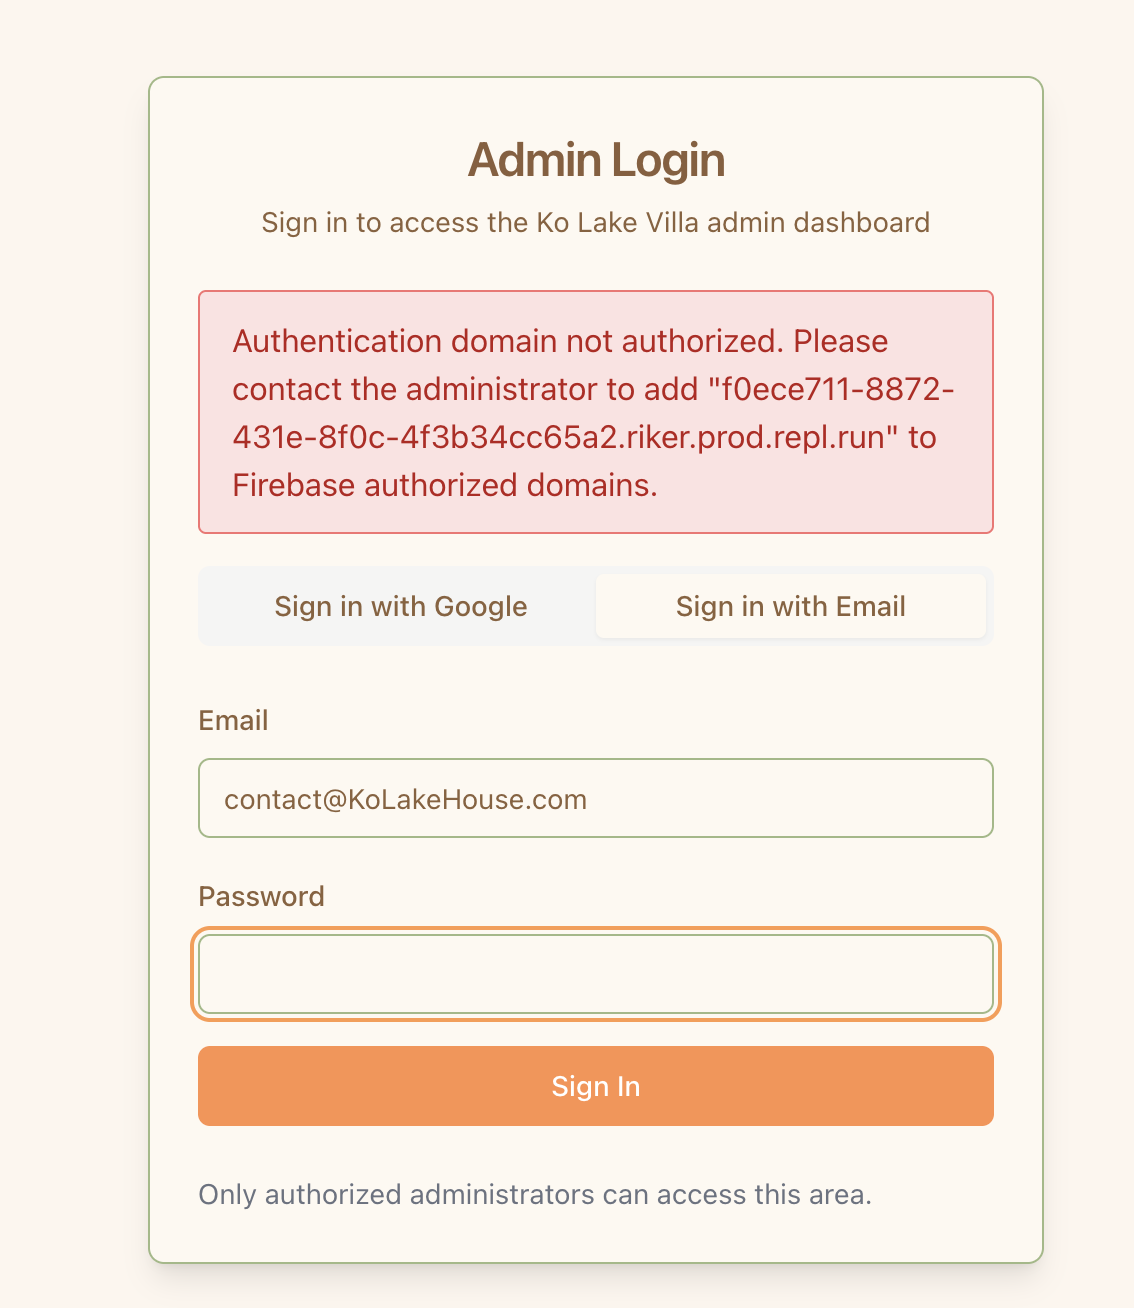 Admin Login
Sign in to access the Ko Lake Villa admin dashboard
Authentication domain not authorized. Please
contact the administrator to add "f0ece711-8872-
431e-8f0c-4f3b34cc65a2.riker.prod.repl.run" to
Firebase authorized domains.
Sign in with Google
Sign in with Email
Email
contact@KoLakeHouse.com
Password
Sign In
Only authorized administrators can access this area.